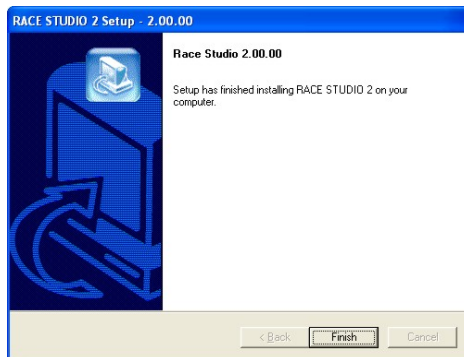 RACE STUDIO 2 Setup - 2.00.00
Race Studio 2.00.00
Setup has finished installing RACE STUDIO 2 on your
computer.
< Back
Finish
Cancel